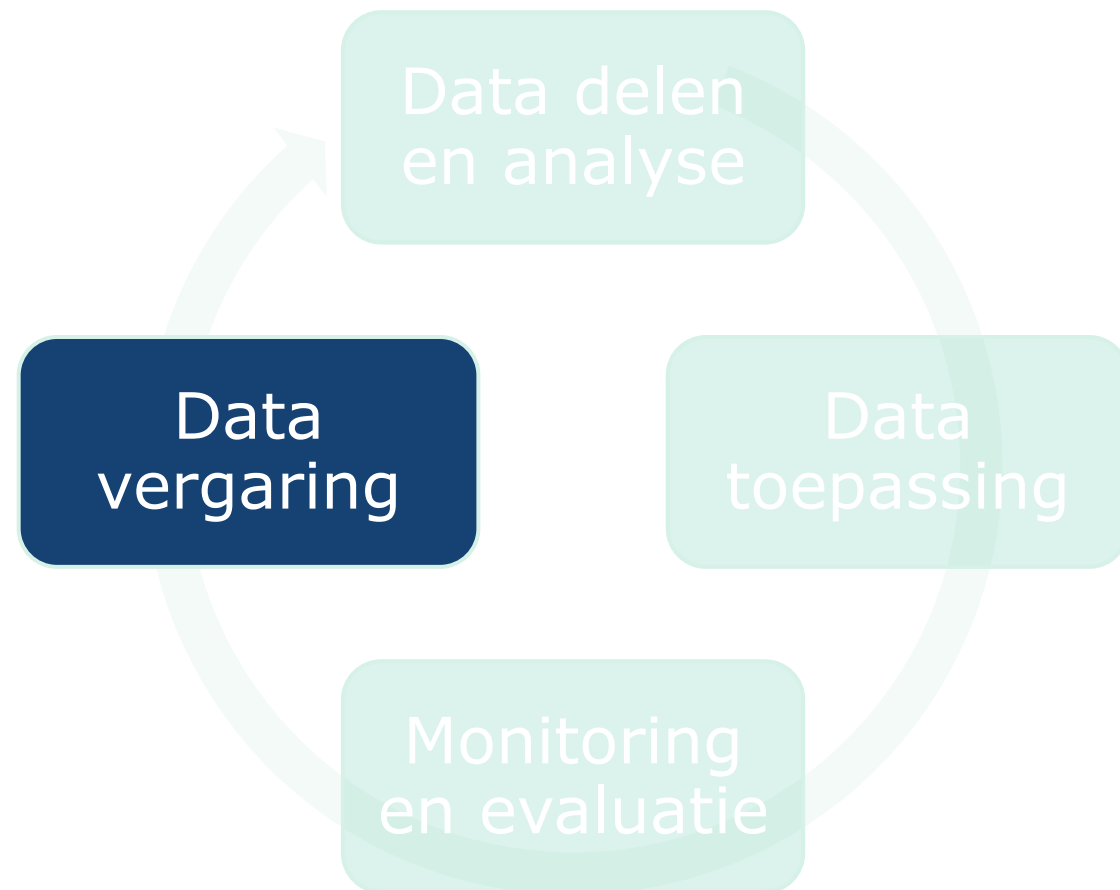 Data delen
en analyse
Data
vergaring
Data
toepassing
Monitoring
en evaluatie